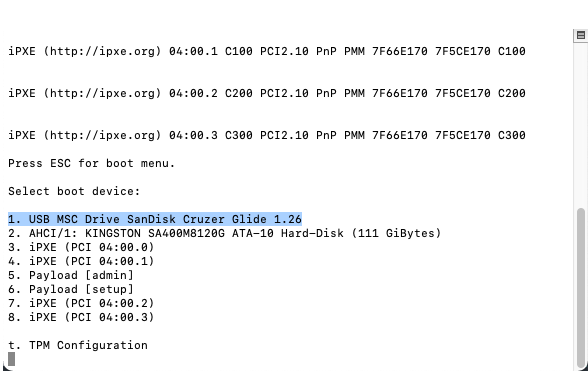 iPXE (http://ipxe.org) 04:00.1 C100 PCI2.10 PnP PMM 7F66E170 7F5CE170 C100
iPXE (http://ipxe.org) 04:00.2 C200 PCI2.10 PnP PMM 7F66E170 7F5CE170 C200
iPXE (http://ipxe.org) 04:00.3 C300 PCI2.10 PnP PMM 7F66E170 7F5CE170 C300
Press ESC for boot menu.
Select boot device:
1. USB MSC Drive SanDisk Cruzer Glide 1.26
2. AHCI/1: KINGSTON SA400M8120G ATA-10 Hard-Disk (111 GiBytes)
3. iPXE (PCI 04:00.0)
4. iPXE (PCI 04:00.1)
5. Payload [admin]
6. Payload [setup]
7. iPXE (PCI 04:00.2)
8. iPXE (PCI 04:00.3)
t. TPM Configuration